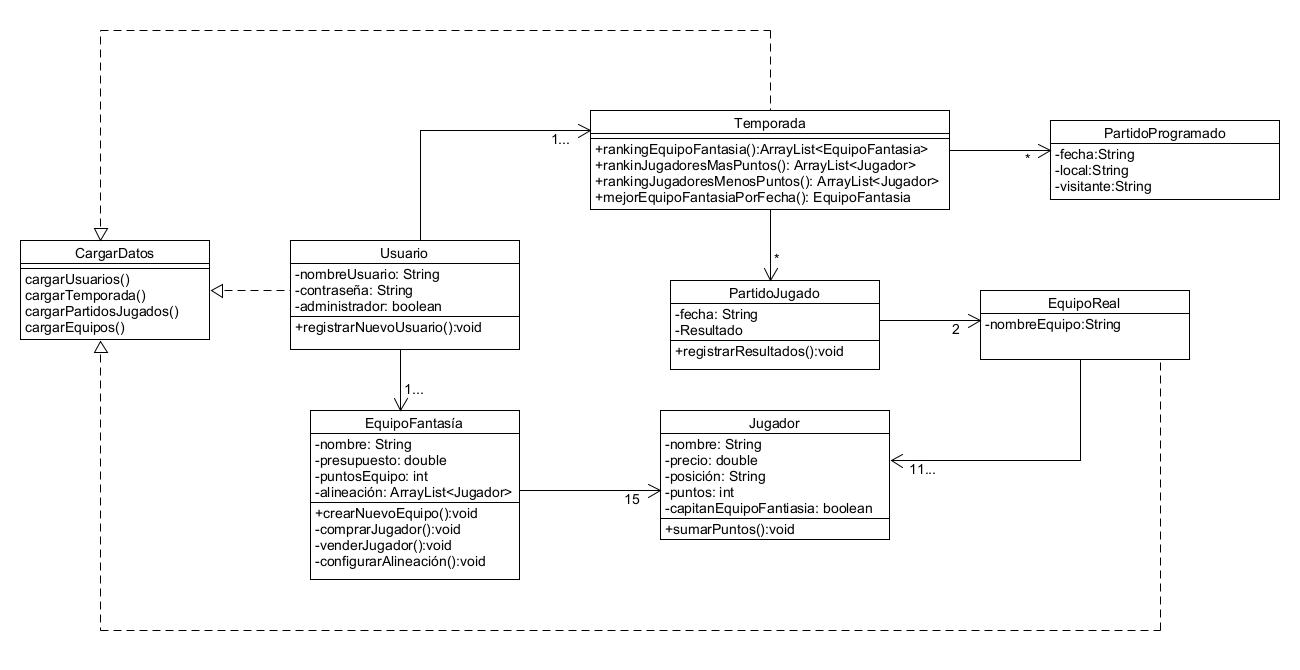 Temporada
+rankingEquipoFantasia():ArrayList<EquipoFantasia>
+rankinJugadoresMasPuntos(): ArrayList<Jugador>
+rankingJugadoresMenosPuntos(): ArrayList<Jugador>
+mejorEquipoFantasiaPorFecha(): EquipoFantasia
1...
*
PartidoProgramado
-fecha:String
-local:String
-visitante:String
CargarDatos
cargarUsuarios()
cargarTemporada()
cargarPartidosJugados()
cargarEquipos()
Usuario
-nombreUsuario: String
-contraseña: String
-administrador: boolean
+registrarNuevoUsuario():void
*
PartidoJugado
-fecha: String
-Resultado
+registrarResultados():void
2
EquipoReal
-nombreEquipo:String
1...
EquipoFantasía
-nombre: String
-presupuesto: double
-puntosEquipo: int
-alineación: ArrayList<Jugador>
+crearNuevoEquipo():void
-comprarJugador():void
-venderJugador():void
-configurarAlineación():void
15
Jugador
-nombre: String
-precio: double
-posición: String
-puntos: int
-capitanEquipoFantiasia: boolean
+sumarPuntos():void
11...